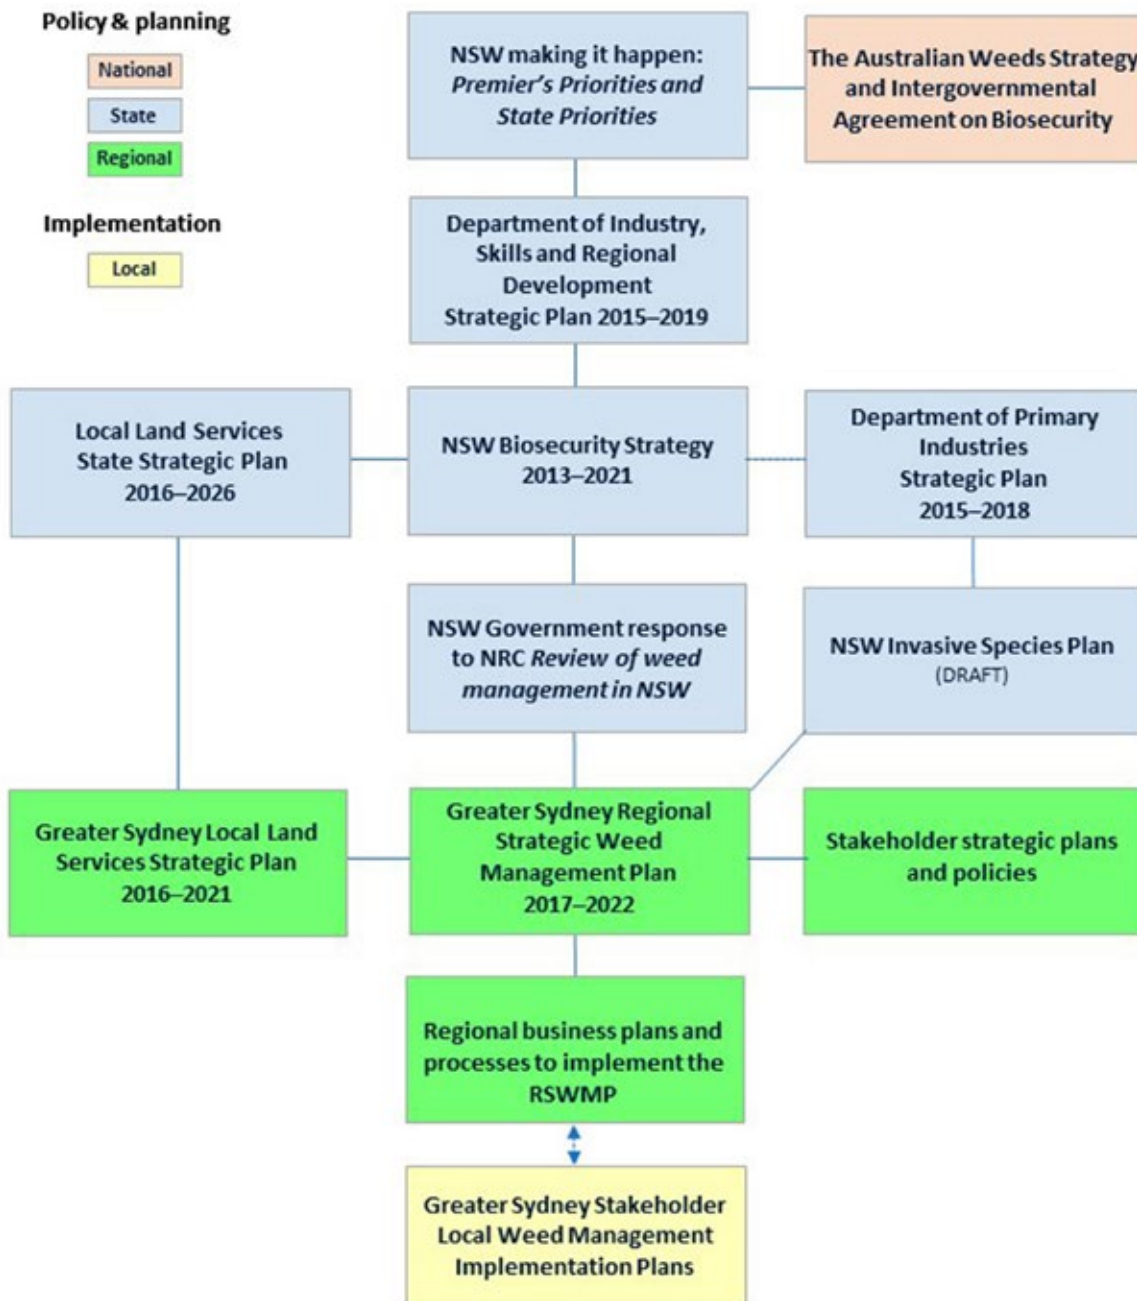 Policy & planning
National
State
Regional
Implementation
Local
NSW making it happen:
Premier's Priorities and
State Priorities
The Australian Weeds Strategy
and Intergovernmental
Agreement on Biosecurity
Department of Industry,
Skills and Regional
Development
Strategic Plan 2015–2019
Local Land Services
State Strategic Plan
2016–2026
NSW Biosecurity Strategy
2013–2021
Department of Primary
Industries
Strategic Plan
2015–2018
NSW Government response
to NRC Review of weed
management in NSW
NSW Invasive Species Plan
(DRAFT)
Greater Sydney Local Land
Services Strategic Plan
2016–2021
Greater Sydney Regional
Strategic Weed
Management Plan
2017–2022
Stakeholder strategic plans
and policies
Regional business plans and
processes to implement the
RSWMP
Greater Sydney Stakeholder
Local Weed Management
Implementation Plans